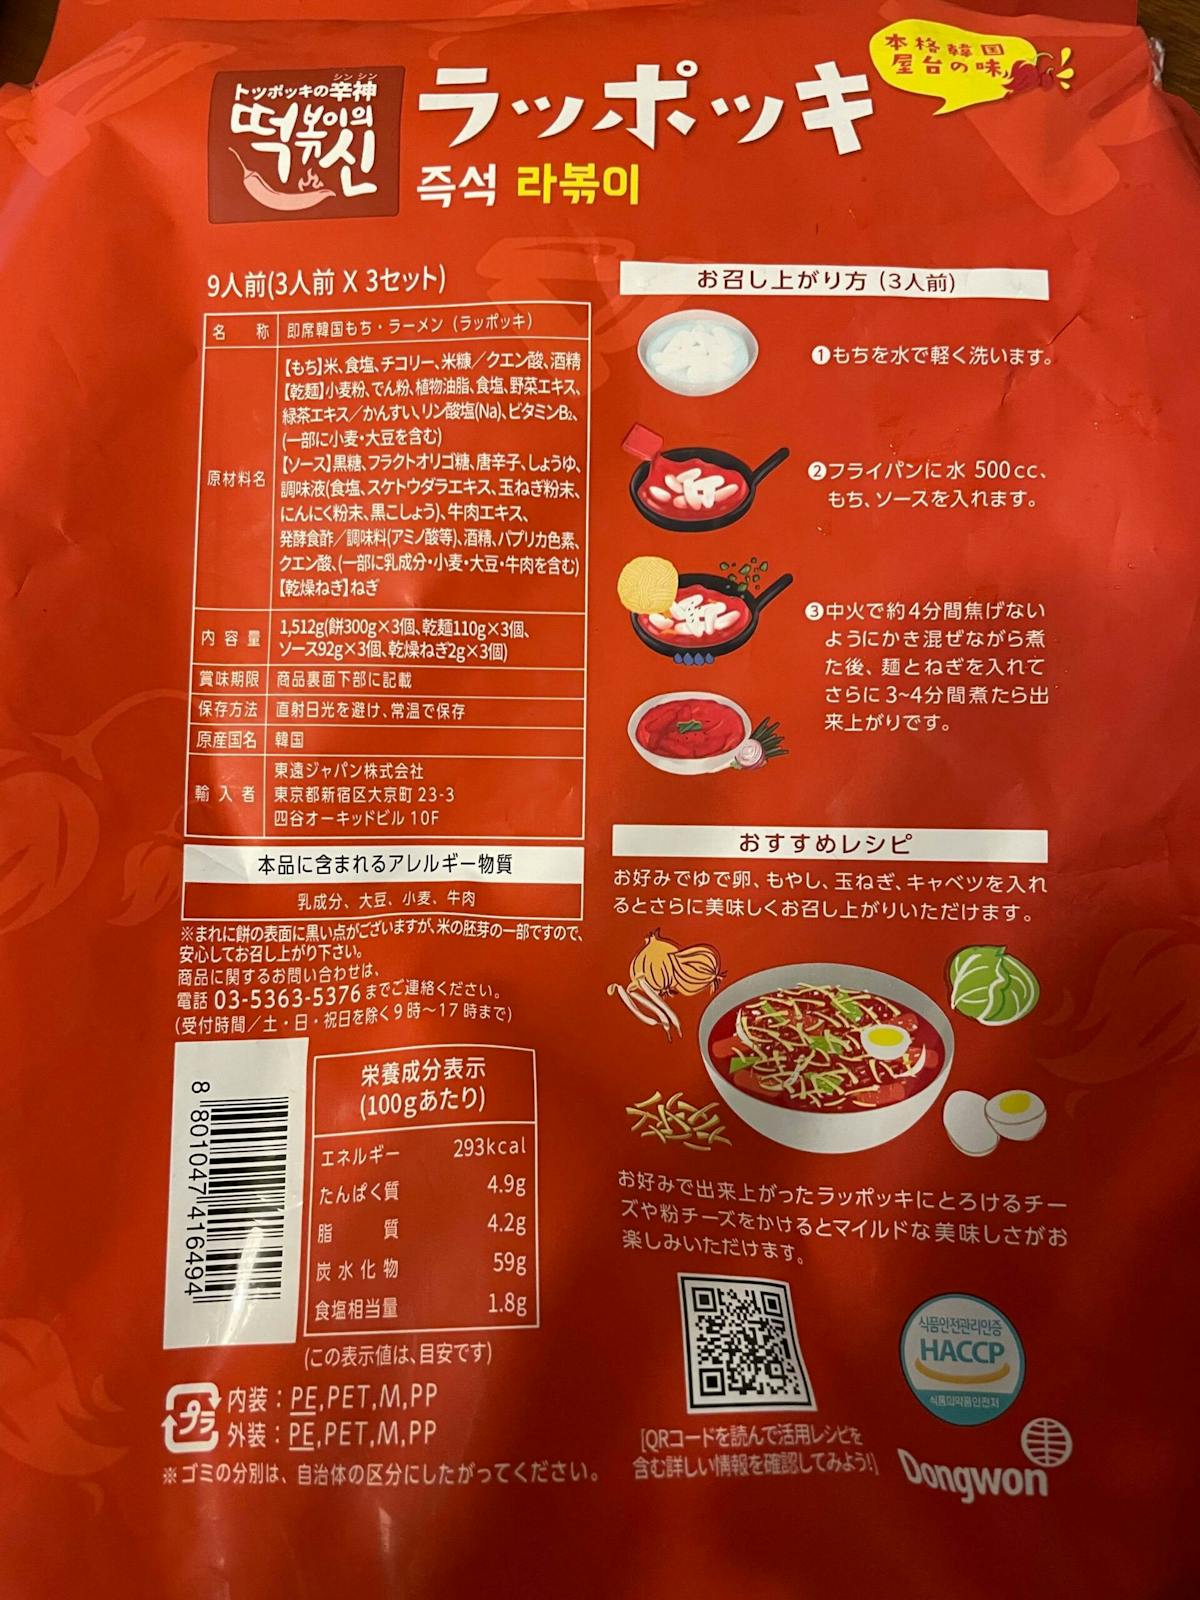 本格韓国
屋台の味
シンシン
トッポッキの辛神
떡볶이의
신
ラッポッキ
즉석 라볶이
9人前(3人前 X 3セット)
名 称 即席韓国もち・ラーメン（ラッポッキ）
原材料名
【もち】米、食塩、チコリー、米糠／クエン酸、酒精
【乾麺】小麦粉、でん粉、植物油脂、食塩、野菜エキス、
緑茶エキス／かんすい、リン酸塩(Na)、ビタミンB₂、
(一部に小麦・大豆を含む)
【ソース】黒糖、フラクトオリゴ糖、唐辛子、しょうゆ、
調味液(食塩、スケトウダラエキス、玉ねぎ粉末、
にんにく粉末、黒こしょう)、牛肉エキス、
発酵食酢／調味料(アミノ酸等)、酒精、パプリカ色素、
クエン酸、(一部に乳成分・小麦・大豆・牛肉を含む)
【乾燥ねぎ】ねぎ
内容量 1,512g(餅300g×3個、乾麺110g×3個、
ソース92g×3個、乾燥ねぎ2g×3個)
賞味期限 商品裏面下部に記載
保存方法 直射日光を避け、常温で保存
原産国名 韓国
輸入者
東遠ジャパン株式会社
東京都新宿区大京町 23-3
四谷オーキッドビル 10F
本品に含まれるアレルギー物質
乳成分、大豆、小麦、牛肉
※まれに餅の表面に黒い点がございますが、米の胚芽の一部ですので、
安心してお召し上がり下さい。
商品に関するお問い合わせは、
電話 03-5363-5376までご連絡ください。
(受付時間／土・日・祝日を除く9時～17時まで)
8 801047 416494
栄養成分表示
(100gあたり)
エネルギー 293kcal
たんぱく質 4.9g
脂 質 4.2g
炭水化物 59g
食塩相当量 1.8g
(この表示値は、目安です)
プラ
内装：PE,PET,M,PP
外装：PE,PET,M,PP
※ゴミの分別は、自治体の区分にしたがってください。
お召し上がり方（3人前）
❶もちを水で軽く洗います。
❷フライパンに水 500cc、
もち、ソースを入れます。
❸中火で約4分間焦げない
ようにかき混ぜながら煮
た後、麺とねぎを入れて
さらに 3~4分間煮たら出
来上がりです。
おすすめレシピ
お好みでゆで卵、もやし、玉ねぎ、キャベツを入れ
るとさらに美味しくお召し上がりいただけます。
お好みで出来上がったラッポッキにとろけるチー
ズや粉チーズをかけるとマイルドな美味しさがお
楽しみいただけます。
[QRコードを読んで活用レシピを
含む詳しい情報を確認してみよう!]
식품안전관리인증
HACCP
식품의약품안전처
Dongwon